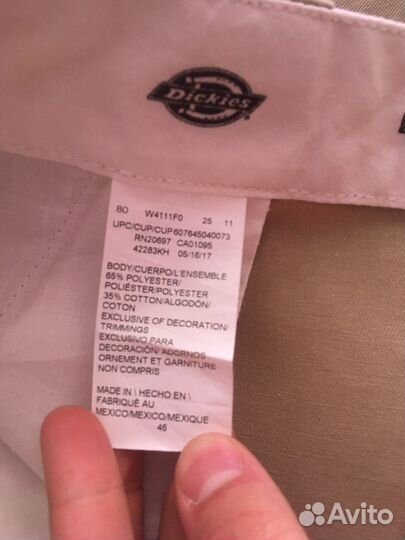 Dickies
80 W4111F0 25 11
UPC/CUP/CUP607645040073
RN20697 CA01095
42283KH 05/16/17
BODY/CUERPO/L'ENSEMBLE
65% POLYESTER/
POLIÉSTER/POLYESTER
35% COTTON/ALGODÓN/
COTON
EXCLUSIVE OF DECORATION/
TRIMMINGS
EXCLUSIVO PARA
DECORACIÓN/ ADORNOS
ORNEMENT ET GARNITURE
NON COMPRIS
MADE IN \ HECHO EN \
FABRIQUÉ AU
MEXICO/MEXICO/MEXIQUE
46
Avito